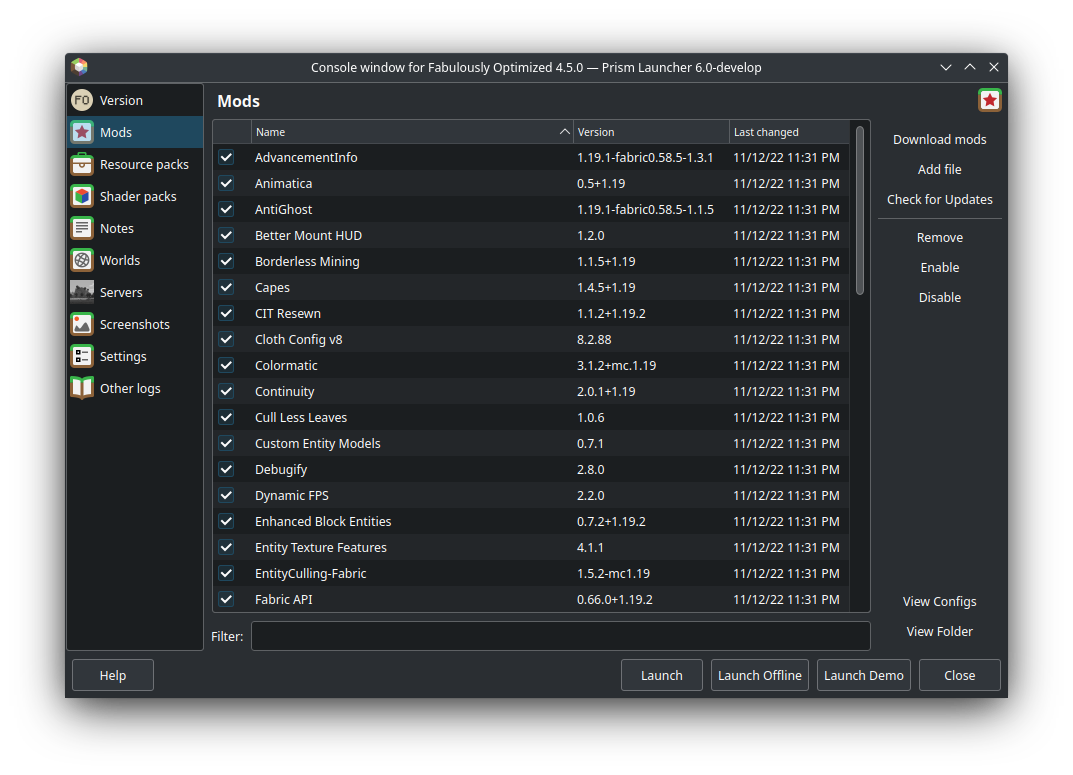 Console window for Fabulously Optimized 4.5.0 — Prism Launcher 6.0-develop
FO Version
Mods
Resource packs
Shader packs
Notes
Worlds
Servers
Screenshots
Settings
Other logs
Mods
Name Version Last changed
AdvancementInfo 1.19.1-fabric0.58.5-1.3.1 11/12/22 11:31 PM
Animatica 0.5+1.19 11/12/22 11:31 PM
AntiGhost 1.19.1-fabric0.58.5-1.1.5 11/12/22 11:31 PM
Better Mount HUD 1.2.0 11/12/22 11:31 PM
Borderless Mining 1.1.5+1.19 11/12/22 11:31 PM
Capes 1.4.5+1.19 11/12/22 11:31 PM
CIT Resewn 1.1.2+1.19.2 11/12/22 11:31 PM
Cloth Config v8 8.2.88 11/12/22 11:31 PM
Colormatic 3.1.2+mc.1.19 11/12/22 11:31 PM
Continuity 2.0.1+1.19 11/12/22 11:31 PM
Cull Less Leaves 1.0.6 11/12/22 11:31 PM
Custom Entity Models 0.7.1 11/12/22 11:31 PM
Debugify 2.8.0 11/12/22 11:31 PM
Dynamic FPS 2.2.0 11/12/22 11:31 PM
Enhanced Block Entities 0.7.2+1.19.2 11/12/22 11:31 PM
Entity Texture Features 4.1.1 11/12/22 11:31 PM
EntityCulling-Fabric 1.5.2-mc1.19 11/12/22 11:31 PM
Fabric API 0.66.0+1.19.2 11/12/22 11:31 PM
Filter:
Download mods
Add file
Check for Updates
Remove
Enable
Disable
View Configs
View Folder
Help Launch Launch Offline Launch Demo Close